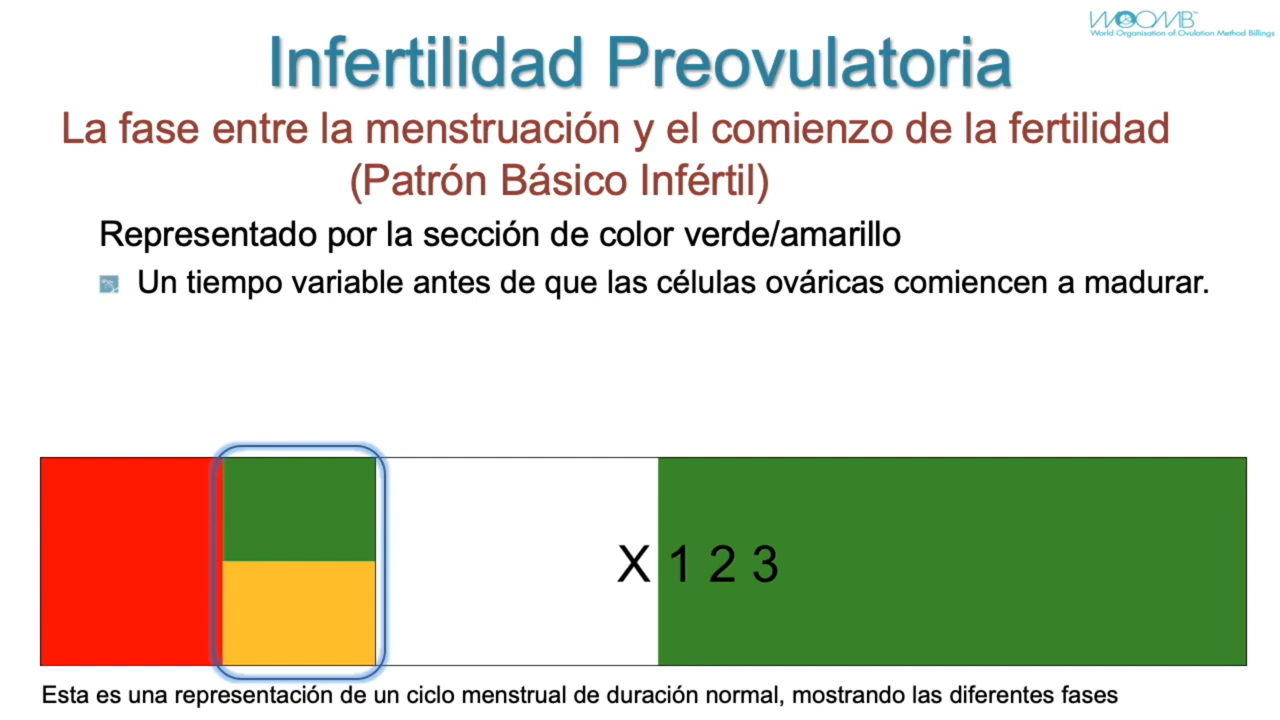 WOOMB™
World Organisation of Ovulation Method Billings
Infertilidad Preovulatoria
La fase entre la menstruación y el comienzo de la fertilidad
(Patrón Básico Infértil)
Representado por la sección de color verde/amarillo
Un tiempo variable antes de que las células ováricas comiencen a madurar.
X 1 2 3
Esta es una representación de un ciclo menstrual de duración normal, mostrando las diferentes fases